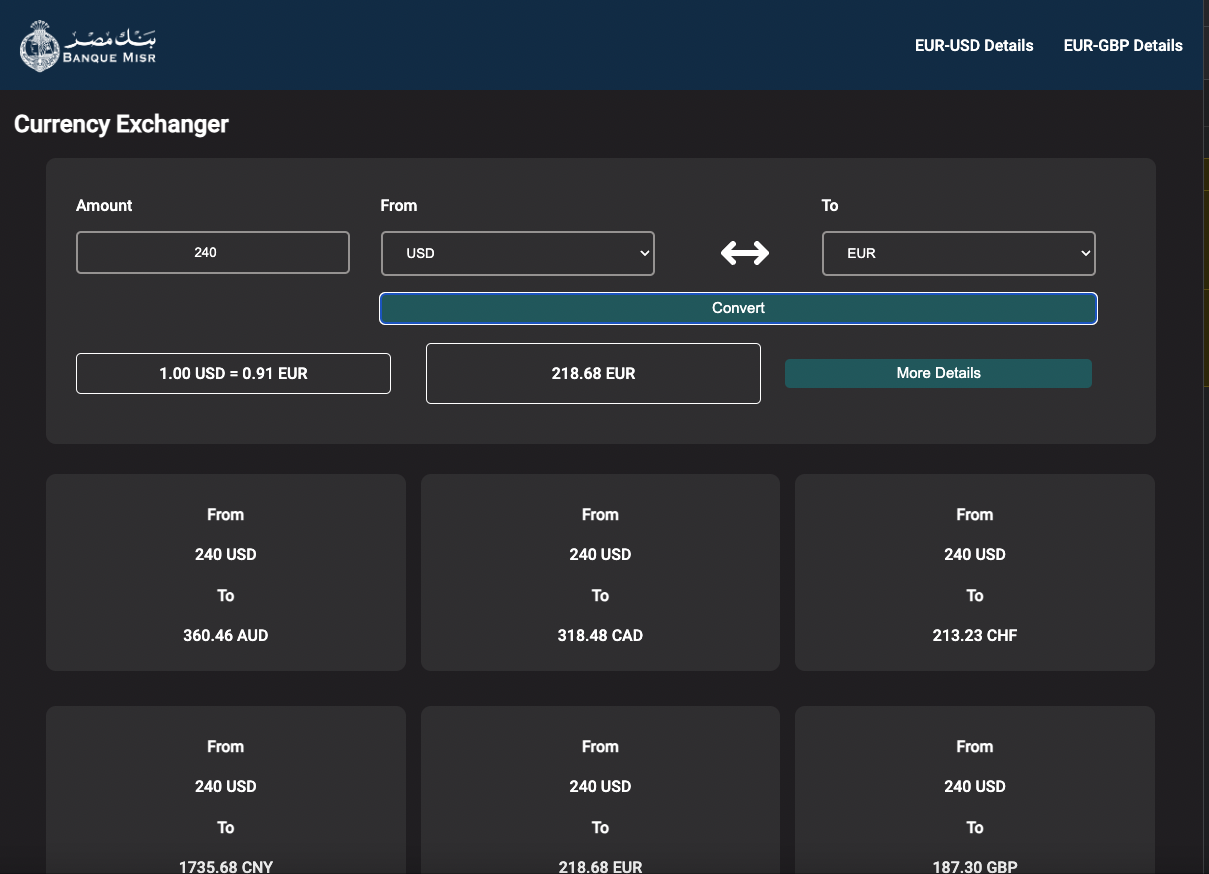 بنك مصر
BANQUE MISR
EUR-USD Details
EUR-GBP Details
Currency Exchanger
Amount
From
To
240
USD
EUR
Convert
1.00 USD = 0.91 EUR
218.68 EUR
More Details
From
240 USD
To
360.46 AUD
From
240 USD
To
318.48 CAD
From
240 USD
To
213.23 CHF
From
240 USD
To
1735.68 CNY
From
240 USD
To
218.68 EUR
From
240 USD
To
187.30 GBP